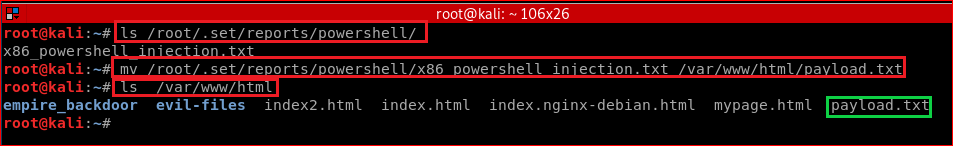 root@kali: ~ 106x26
root@kali:~# ls /root/.set/reports/powershell/
x86_powershell_injection.txt
root@kali:~# mv /root/.set/reports/powershell/x86_powershell_injection.txt /var/www/html/payload.txt
root@kali:~# ls  /var/www/html
empire_backdoor  evil-files  index2.html  index.html  index.nginx-debian.html  mypage.html  payload.txt
root@kali:~#